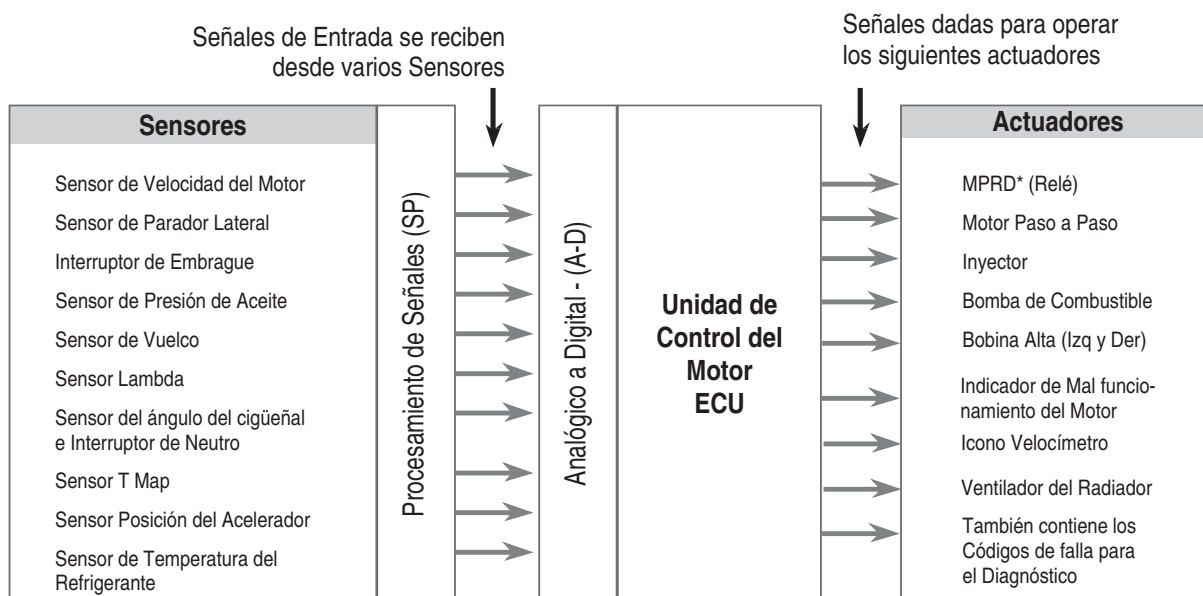 Señales de Entrada se reciben
desde varios Sensores
Señales dadas para operar
los siguientes actuadores
Sensores
Sensor de Velocidad del Motor
Sensor de Parador Lateral
Interruptor de Embrague
Sensor de Presión de Aceite
Sensor de Vuelco
Sensor Lambda
Sensor del ángulo del cigüeñal
e Interruptor de Neutro
Sensor T Map
Sensor Posición del Acelerador
Sensor de Temperatura del
Refrigerante
Procesamiento de Señales (SP)
Analógico a Digital - (A-D)
Unidad de
Control del
Motor
ECU
Actuadores
MPRD* (Relé)
Motor Paso a Paso
Inyector
Bomba de Combustible
Bobina Alta (Izq y Der)
Indicador de Mal funcio-
namiento del Motor
Icono Velocímetro
Ventilador del Radiador
También contiene los
Códigos de falla para
el Diagnóstico